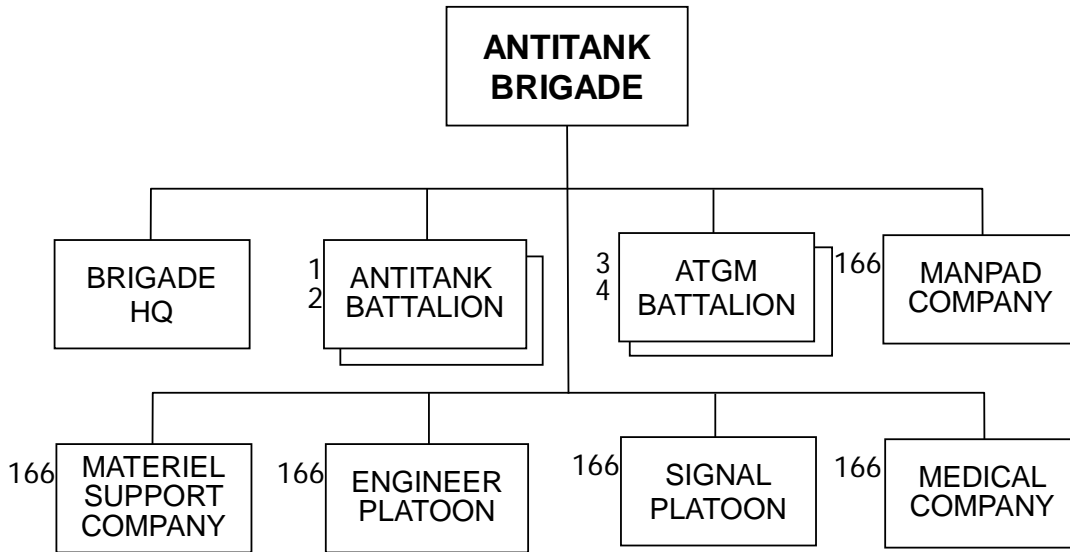 ANTITANK
BRIGADE
BRIGADE
HQ
1
2
ANTITANK
BATTALION
3
4
ATGM
BATTALION
166
MANPAD
COMPANY
166
MATERIEL
SUPPORT
COMPANY
166
ENGINEER
PLATOON
166
SIGNAL
PLATOON
166
MEDICAL
COMPANY